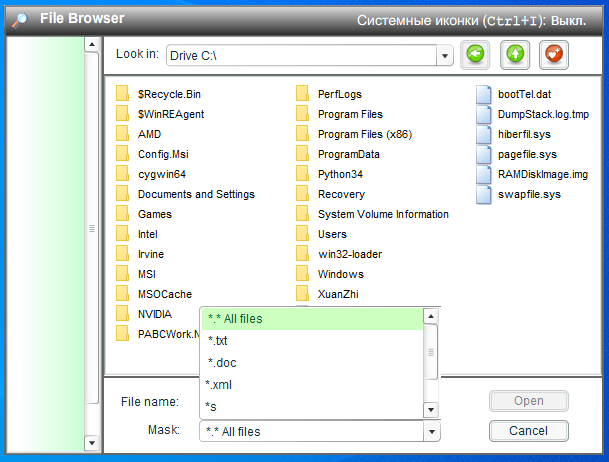 File Browser
Системные иконки (Ctrl+I): Выкл.
Look in: Drive C:\
$Recycle.Bin
$WinREAgent
AMD
Config.Msi
cygwin64
Documents and Settings
Games
Intel
Irvine
MSI
MSOCache
NVIDIA
PABCWork.N
PerfLogs
Program Files
Program Files (x86)
ProgramData
Python34
Recovery
System Volume Information
Users
win32-loader
Windows
XuanZhi
bootTel.dat
DumpStack.log.tmp
hiberfil.sys
pagefile.sys
RAMDiskImage.img
swapfile.sys
*.* All files
*.txt
*.doc
*.xml
*s
File name:
Open
Mask: *.* All files
Cancel